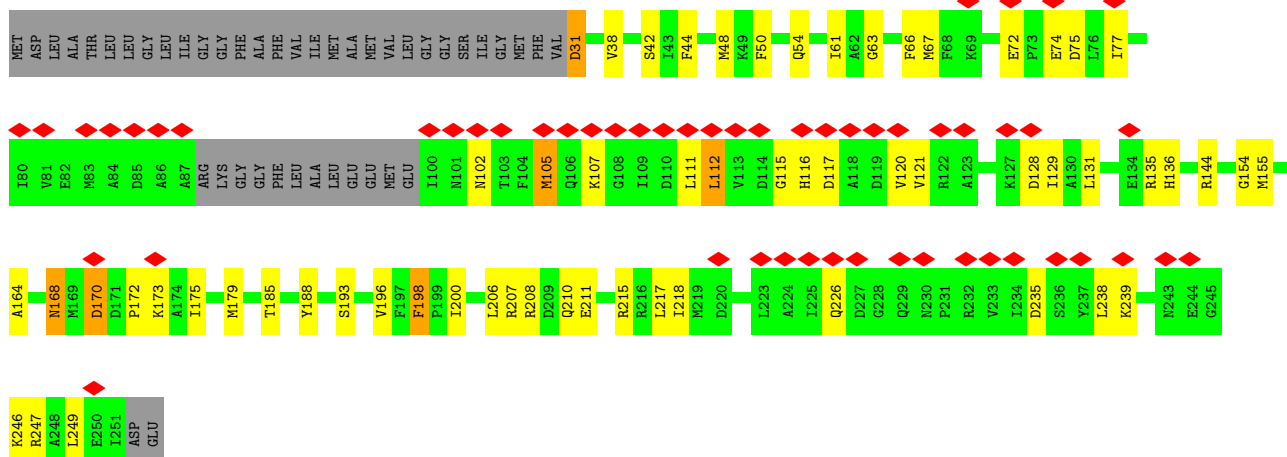 MET ASP LEU ALA THR LEU LEU GLY LEU ILE GLY GLY PHE ALA PHE VAL ILE MET ALA MET VAL LEU GLY GLY SER ILE GLY MET PHE VAL D31 V38 S42 I43 F44 M48 K49 F50 Q54 I61 A62 G63 F66 M67 F68 K69 E72 P73 E74 D75 L76 I77
I80 V81 E82 M83 A84 D85 A86 A87 ARG LYS GLY GLY PHE LEU ALA LEU GLU GLU MET GLU I100 N101 N102 T103 F104 M105 Q106 K107 G108 I109 D110 L111 L112 V113 D114 G115 H116 D117 A118 D119 V120 V121 R122 A123 K127 D128 I129 A130 L131 E134 R135 H136 R144 G154 M155
A164 N168 M169 D170 D171 P172 K173 A174 I175 M179 T185 Y188 S193 V196 F197 F198 P199 I200 L206 R207 R208 D209 Q210 E211 R215 R216 L217 I218 M219 D220 L223 A224 I225 Q226 D227 G228 Q229 N230 P231 R232 V233 I234 D235 S236 Y237 L238 K239 N243 E244 G245
K246 R247 A248 L249 E250 I251 ASP GLU